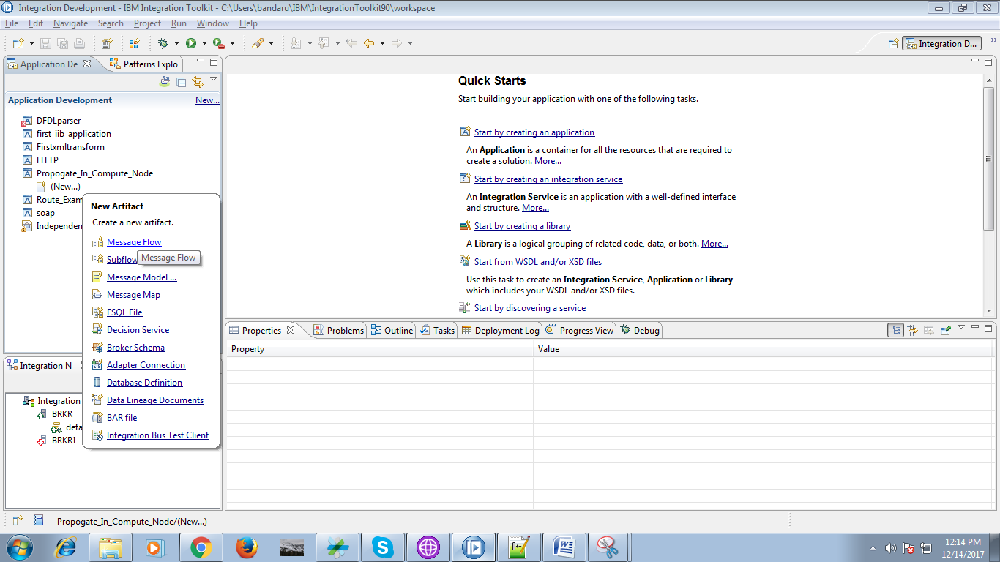 Integration Development - IBM Integration Toolkit - C:\Users\bandaru\IBM\IntegrationToolkit90\workspace
File Edit Navigate Search Project Run Window Help
Integration D...
Application De
Patterns Explo
Application Development
New...
DFDLparser
first_iib_application
Firstxmltransform
HTTP
Propogate_In_Compute_Node
(New...)
Route_Exam
soap
Independen
New Artifact
Create a new artifact.
Message Flow
Subflow
Message Flow
Message Model ...
Message Map
ESQL File
Decision Service
Broker Schema
Adapter Connection
Database Definition
Data Lineage Documents
BAR file
Integration Bus Test Client
Integration N
Integration
BRKR
defa
BRKR1
Quick Starts
Start building your application with one of the following tasks.
Start by creating an application
An Application is a container for all the resources that are required to
create a solution. More...
Start by creating an integration service
An Integration Service is an application with a well-defined interface
and structure. More...
Start by creating a library
A Library is a logical grouping of related code, data, or both. More...
Start from WSDL and/or XSD files
Use this task to create an Integration Service, Application or Library
which includes your WSDL and/or XSD files.
Start by discovering a service
Properties Problems Outline Tasks Deployment Log Progress View Debug
Property Value
Propogate_In_Compute_Node/(New...)
12:14 PM
12/14/2017